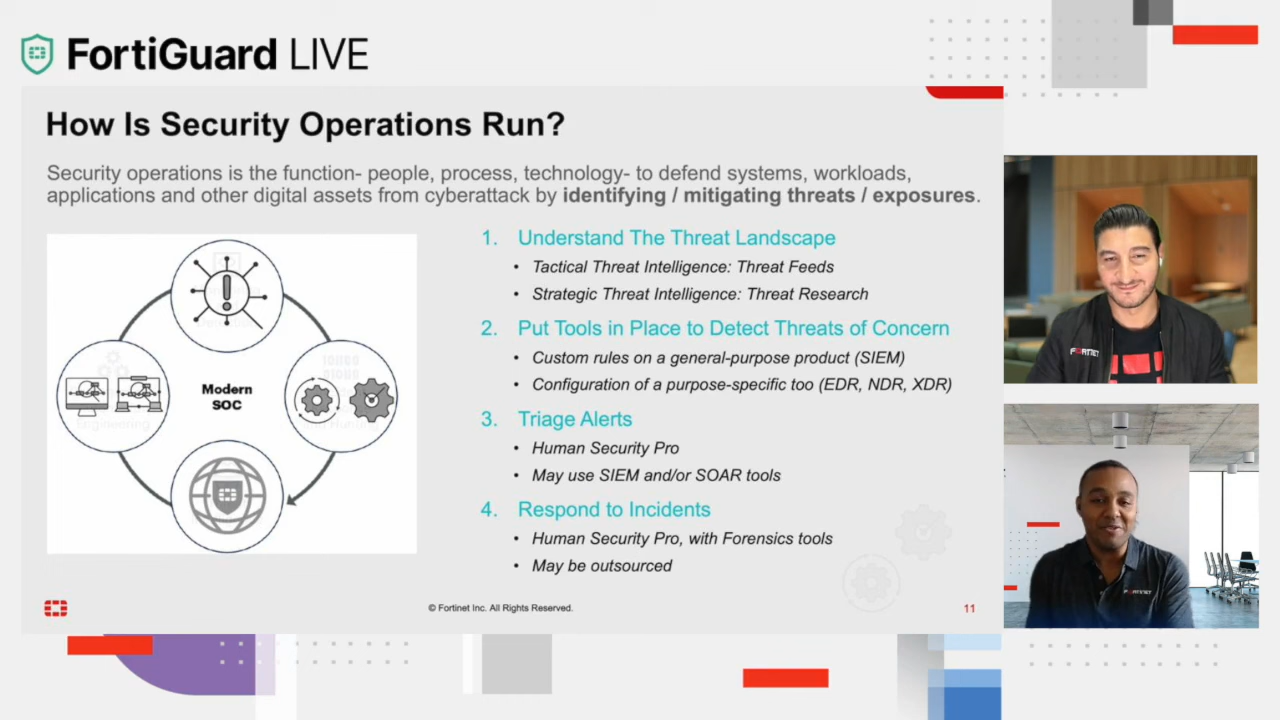 FortiGuard LIVE
How Is Security Operations Run?
Security operations is the function- people, process, technology- to defend systems, workloads,
applications and other digital assets from cyberattack by identifying / mitigating threats / exposures.
Modern
SOC
1. Understand The Threat Landscape
• Tactical Threat Intelligence: Threat Feeds
• Strategic Threat Intelligence: Threat Research
2. Put Tools in Place to Detect Threats of Concern
• Custom rules on a general-purpose product (SIEM)
• Configuration of a purpose-specific too (EDR, NDR, XDR)
3. Triage Alerts
• Human Security Pro
• May use SIEM and/or SOAR tools
4. Respond to Incidents
• Human Security Pro, with Forensics tools
• May be outsourced
© Fortinet Inc. All Rights Reserved.
11
FORTINET
FORTINET